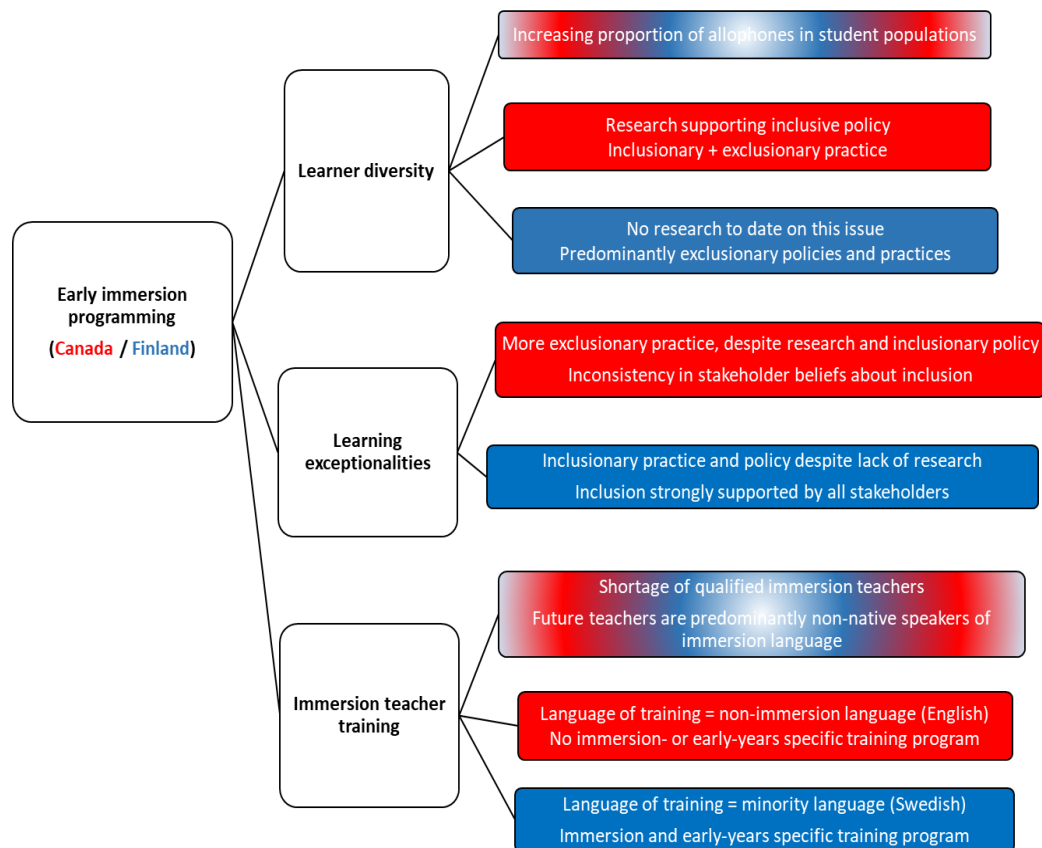 Early immersion
programming
(Canada / Finland)
Learner diversity
Increasing proportion of allophones in student populations
Research supporting inclusive policy
Inclusionary + exclusionary practice
No research to date on this issue
Predominantly exclusionary policies and practices
Learning
exceptionalities
More exclusionary practice, despite research and inclusionary policy
Inconsistency in stakeholder beliefs about inclusion
Inclusionary practice and policy despite lack of research
Inclusion strongly supported by all stakeholders
Immersion teacher
training
Shortage of qualified immersion teachers
Future teachers are predominantly non-native speakers of
immersion language
Language of training = non-immersion language (English)
No immersion- or early-years specific training program
Language of training = minority language (Swedish)
Immersion and early-years specific training program